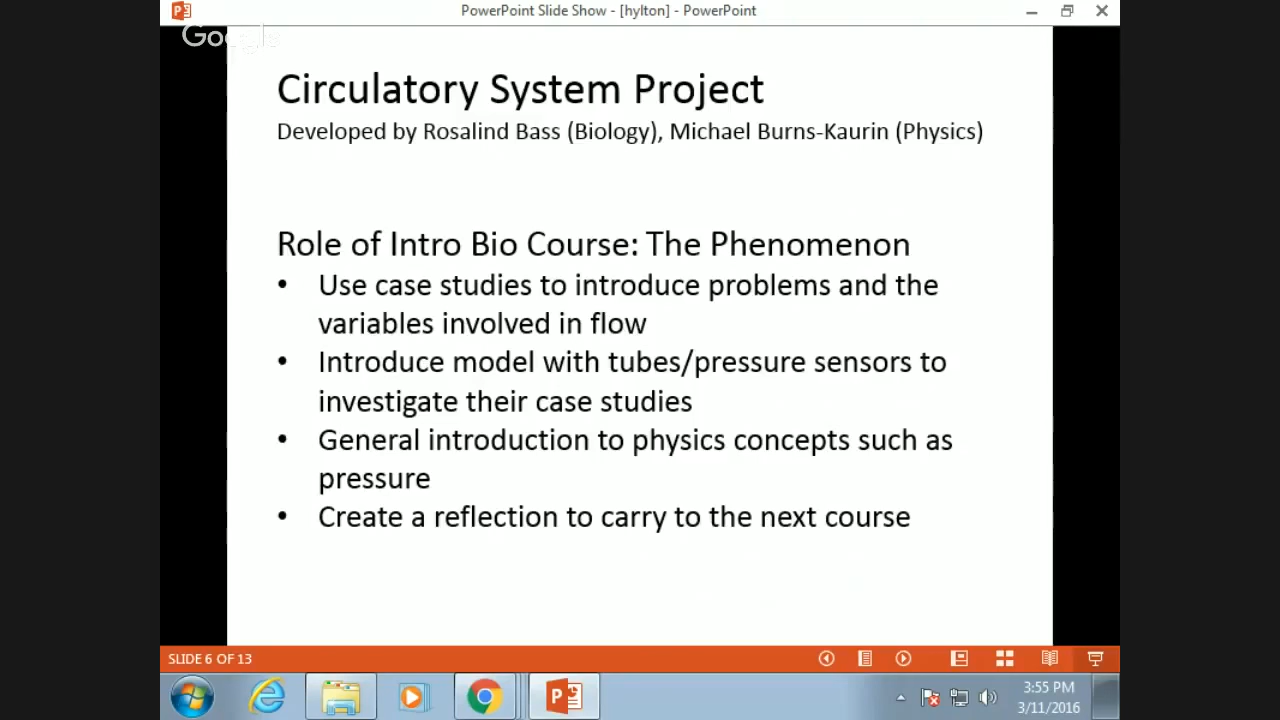 PowerPoint Slide Show - [hylton] - PowerPoint
Google
Circulatory System Project
Developed by Rosalind Bass (Biology), Michael Burns-Kaurin (Physics)
Role of Intro Bio Course: The Phenomenon
• Use case studies to introduce problems and the
variables involved in flow
• Introduce model with tubes/pressure sensors to
investigate their case studies
• General introduction to physics concepts such as
pressure
• Create a reflection to carry to the next course
SLIDE 6 OF 13
3:55 PM
3/11/2016